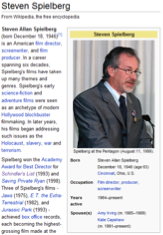 Steven Spielberg
From Wikipedia, the free encyclopedia
Steven Allan Spielberg
(born December 18, 1946)[1]
is an American film director,
screenwriter, and film
producer. In a career
spanning six decades,
Spielberg's films have taken
up many themes and
genres. Spielberg's early
science-fiction and
adventure films were seen
as an archetype of modern
Hollywood blockbuster
filmmaking. In later years,
his films began addressing
such issues as the
Holocaust, slavery, war and
terrorism.
Spielberg won the Academy
Award for Best Director for
Schindler's List (1993) and
Saving Private Ryan (1998).
Three of Spielberg's films -
Jaws (1975), E.T. the Extra-
Terrestrial (1982), and
Jurassic Park (1993) -
achieved box office records,
each becoming the highest-
grossing film made at the
Steven Spielberg
Spielberg at the Pentagon (August 11, 1999).
Born Steven Allan Spielberg
December 18, 1946
Cincinnati, Ohio, U.S.
Occupation Film director, producer,
screenwriter
Years
active
1964–present
Spouse(s) Amy Irving (m. 1985–1989)
Kate Capshaw
(m. 1991–present)